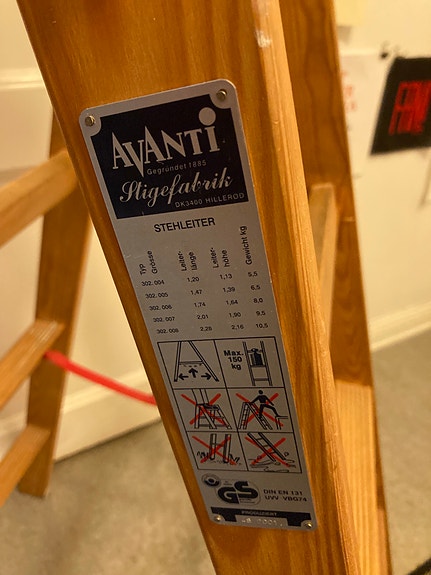 AVANTI
Gegründet 1885
Stigefabrik
DK3400 HILLERØD
STEHLEITER
Typ Grösse Leiter-länge Leiter-höhe Gewicht kg
302.004 1,20 1,13 5,5
302.005 1,47 1,39 6,5
302.006 1,74 1,64 8,0
302.007 2,01 1,90 9,5
302.008 2,28 2,16 10,5
Max.
150
kg
GS
DIN EN 131
UVV VBG74
PRODUZIERT